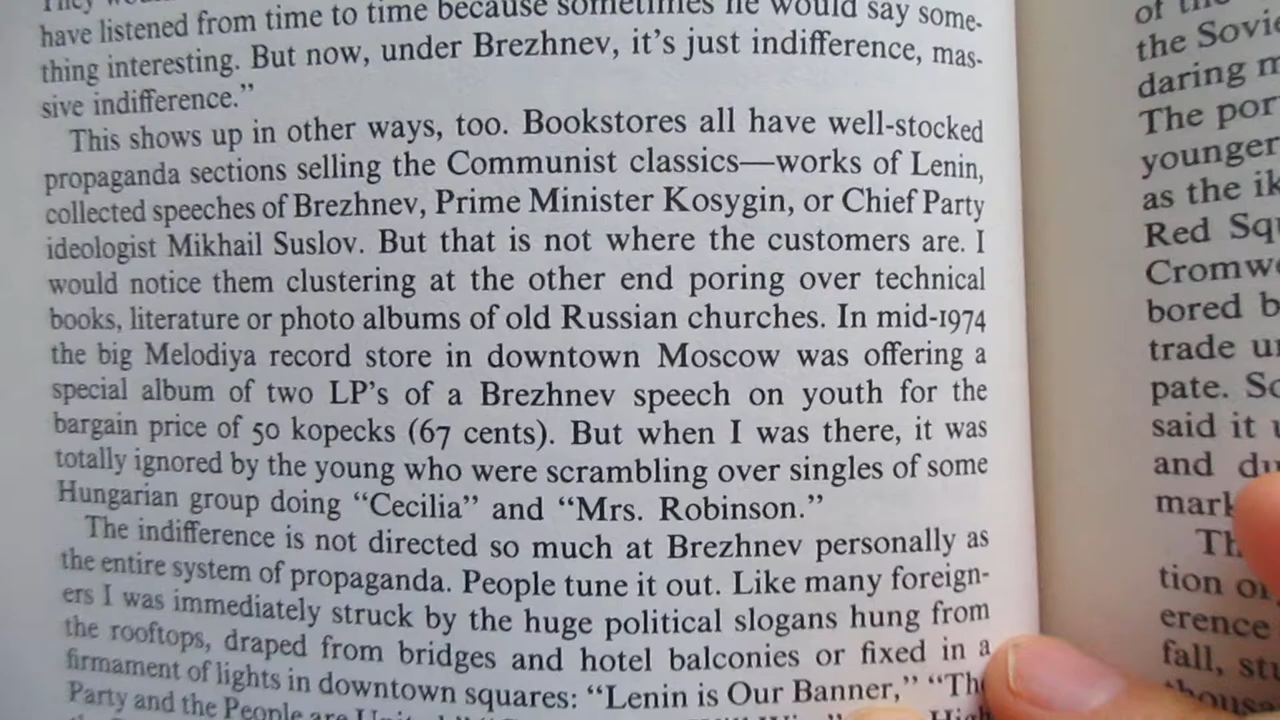 have listened from time to time because sometimes he would say some-
thing interesting. But now, under Brezhnev, it's just indifference, mas-
sive indifference."
This shows up in other ways, too. Bookstores all have well-stocked
propaganda sections selling the Communist classics—works of Lenin,
collected speeches of Brezhnev, Prime Minister Kosygin, or Chief Party
ideologist Mikhail Suslov. But that is not where the customers are. I
would notice them clustering at the other end poring over technical
books, literature or photo albums of old Russian churches. In mid-1974
the big Melodiya record store in downtown Moscow was offering a
special album of two LP's of a Brezhnev speech on youth for the
bargain price of 50 kopecks (67 cents). But when I was there, it was
totally ignored by the young who were scrambling over singles of some
Hungarian group doing "Cecilia" and "Mrs. Robinson."
The indifference is not directed so much at Brezhnev personally as
the entire system of propaganda. People tune it out. Like many foreign-
ers I was immediately struck by the huge political slogans hung from
the rooftops, draped from bridges and hotel balconies or fixed in a
firmament of lights in downtown squares: "Lenin is Our Banner," "The
Party and the People are
the Sovi
daring m
The por
younger
as the ik
Red Sq
Cromw
bored b
trade u
pate. So
said it
and du
mark
Th
tion or
erence
fall, st